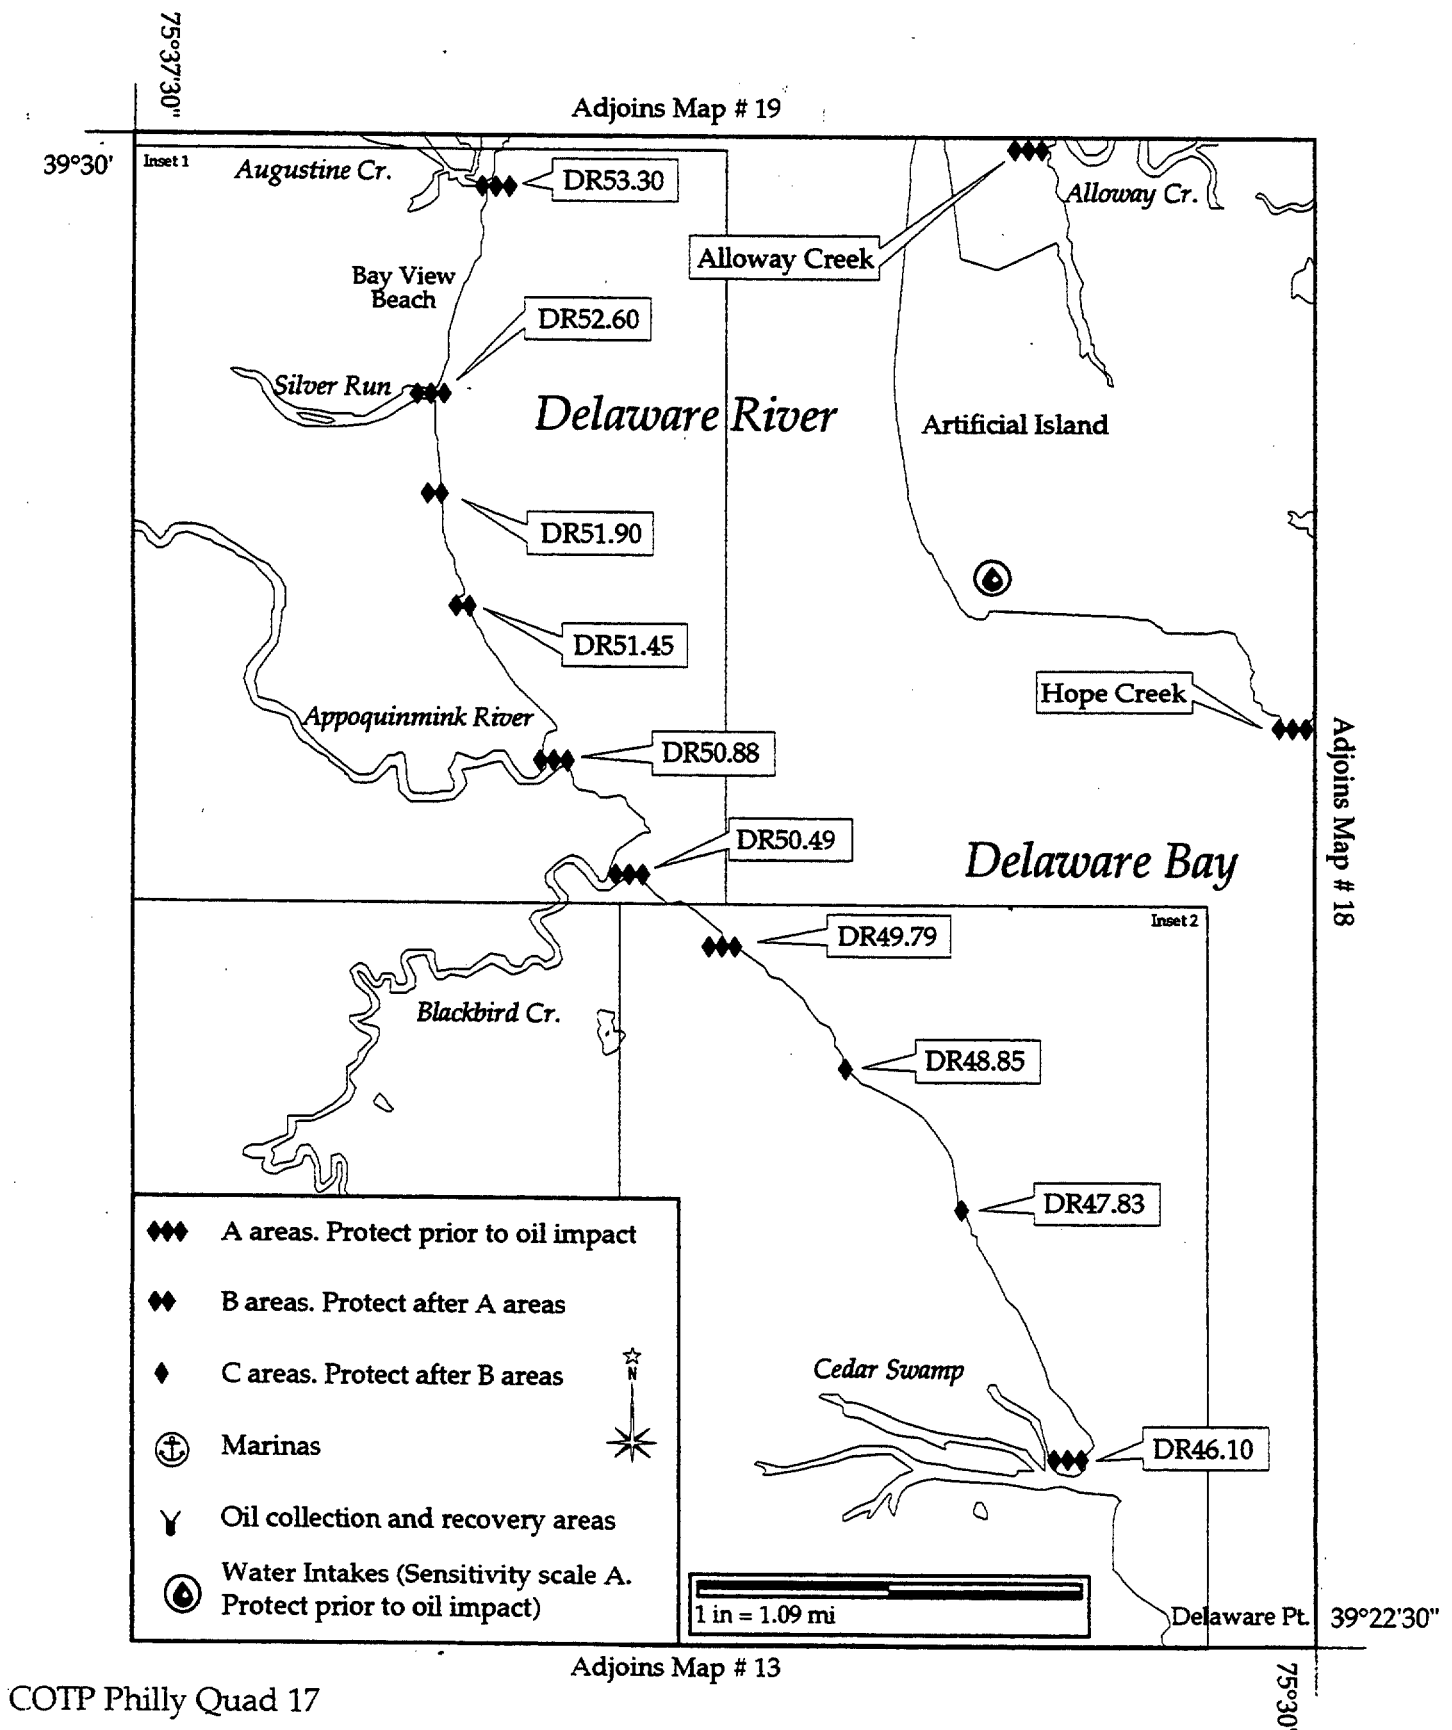 75°37'30"
Adjoins Map # 19
39°30'
Inset 1
Augustine Cr.
DR53.30
Alloway Cr.
Alloway Creek
Bay View
Beach
DR52.60
Silver Run
Delaware River
Artificial Island
DR51.90
DR51.45
Hope Creek
Appoquinmink River
DR50.88
Adjoins Map # 18
DR50.49
Delaware Bay
Inset 2
DR49.79
Blackbird Cr.
DR48.85
DR47.83
A areas. Protect prior to oil impact
B areas. Protect after A areas
C areas. Protect after B areas
N
Cedar Swamp
Marinas
DR46.10
Oil collection and recovery areas
Water Intakes (Sensitivity scale A.
Protect prior to oil impact)
1 in = 1.09 mi
Delaware Pt.
39°22'30"
Adjoins Map # 13
75°30'
COTP Philly Quad 17